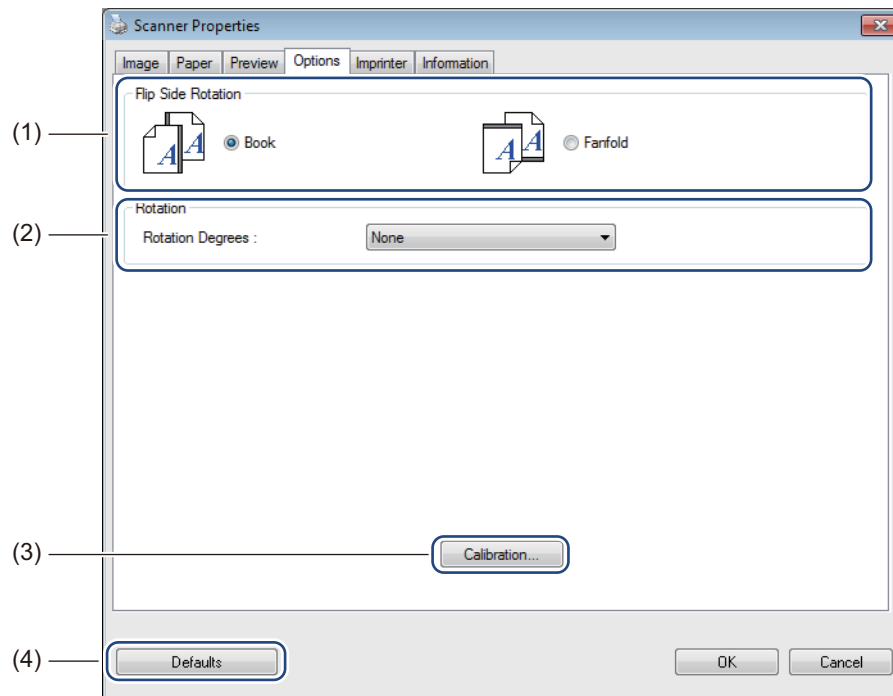 Scanner Properties
Image Paper Preview Options Imprinter Information
Flip Side Rotation
(1)
A A Book A A Fanfold
Rotation
(2)
Rotation Degrees : None
(3)
Calibration...
(4)
Defaults OK Cancel